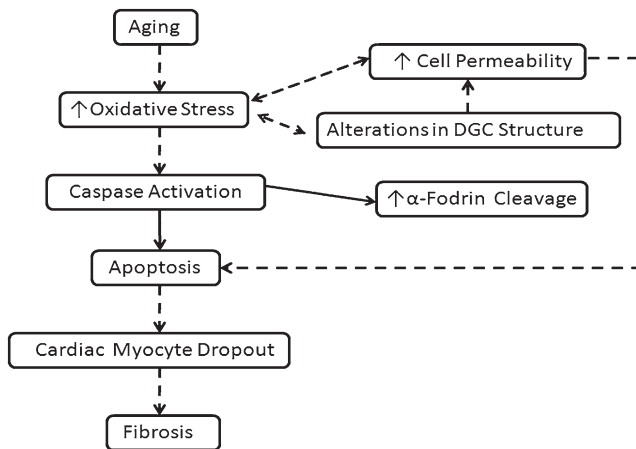 Aging
↑ Cell Permeability
↑Oxidative Stress
Alterations in DGC Structure
Caspase Activation
↑α-Fodrin Cleavage
Apoptosis
Cardiac Myocyte Dropout
Fibrosis